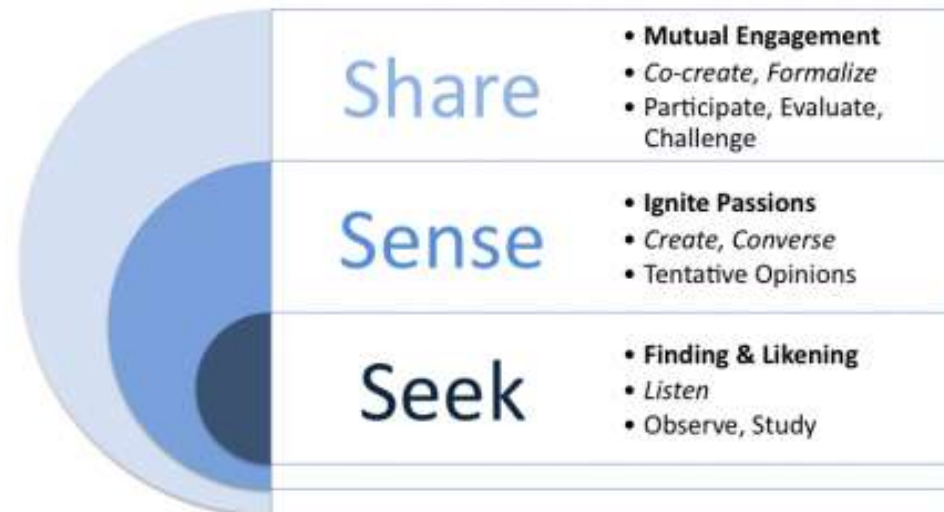 Share
• Mutual Engagement
• Co-create, Formalize
• Participate, Evaluate,
Challenge
Sense
• Ignite Passions
• Create, Converse
• Tentative Opinions
Seek
• Finding & Likening
• Listen
• Observe, Study